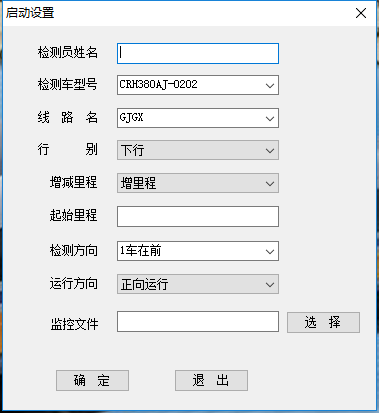 启动设置
检测员姓名
检测车型号 CRH380AJ-0202
线 路 名 GJGX
行 别 下行
增减里程 增里程
起始里程
检测方向 1车在前
运行方向 正向运行
监控文件 选 择
确 定 退 出